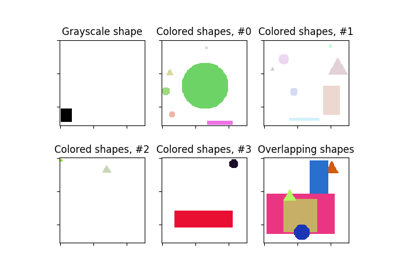 Grayscale shape
Colored shapes, #0
Colored shapes, #1
Colored shapes, #2
Colored shapes, #3
Overlapping shapes